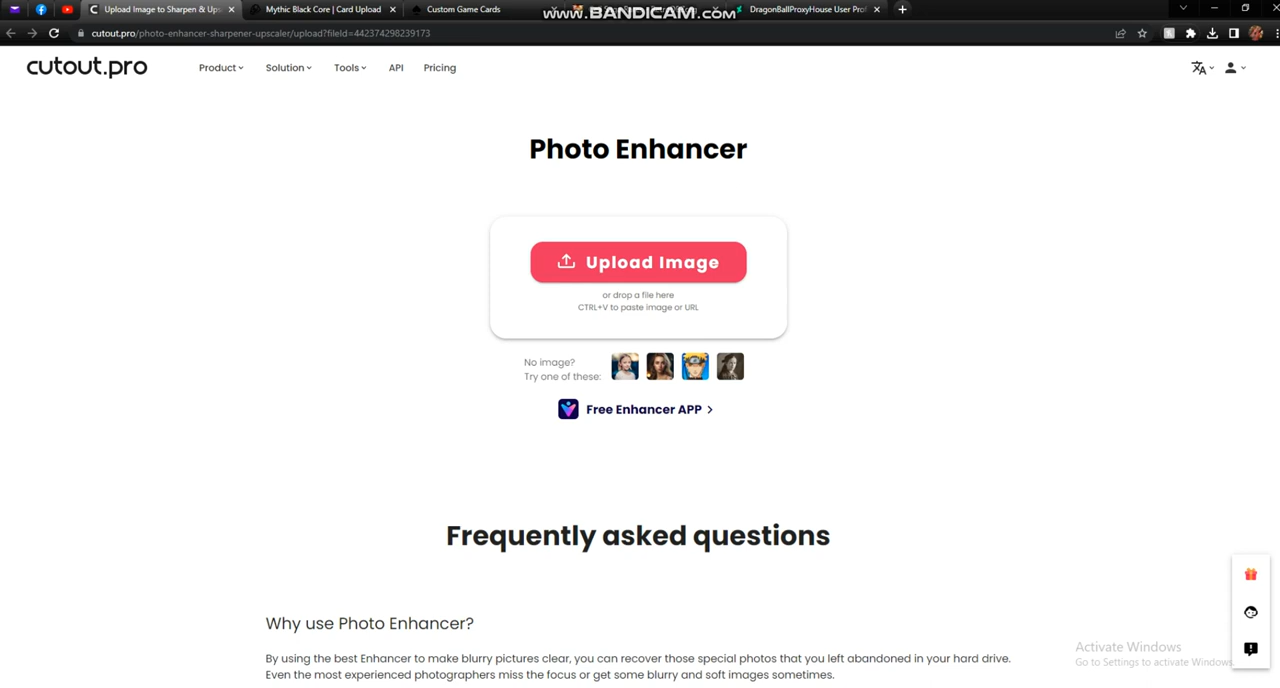 Upload Image to Sharpen & Ups
Mythic Black Core | Card Upload
Custom Game Cards
www.BANDICAM.com
DragonBallProxyHouse User Prof
cutout.pro/photo-enhancer-sharpener-upscaler/upload?fileId=442374298239173
cutout.pro
Product
Solution
Tools
API
Pricing
Photo Enhancer
Upload Image
or drop a file here
CTRL+V to paste image or URL
No image?
Try one of these:
Free Enhancer APP
Frequently asked questions
Why use Photo Enhancer?
By using the best Enhancer to make blurry pictures clear, you can recover those special photos that you left abandoned in your hard drive.
Even the most experienced photographers miss the focus or get some blurry and soft images sometimes.
Activate Windows
Go to Settings to activate Windows.